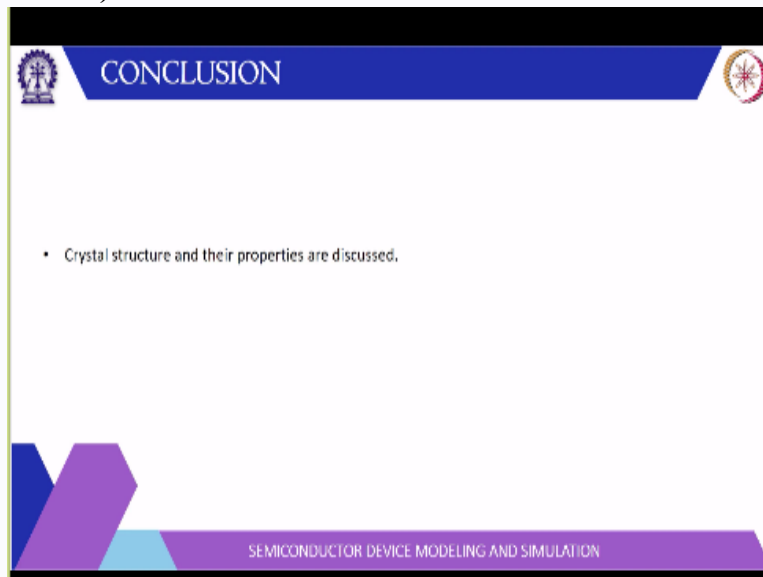 CONCLUSION
• Crystal structure and their properties are discussed.
SEMICONDUCTOR DEVICE MODELING AND SIMULATION